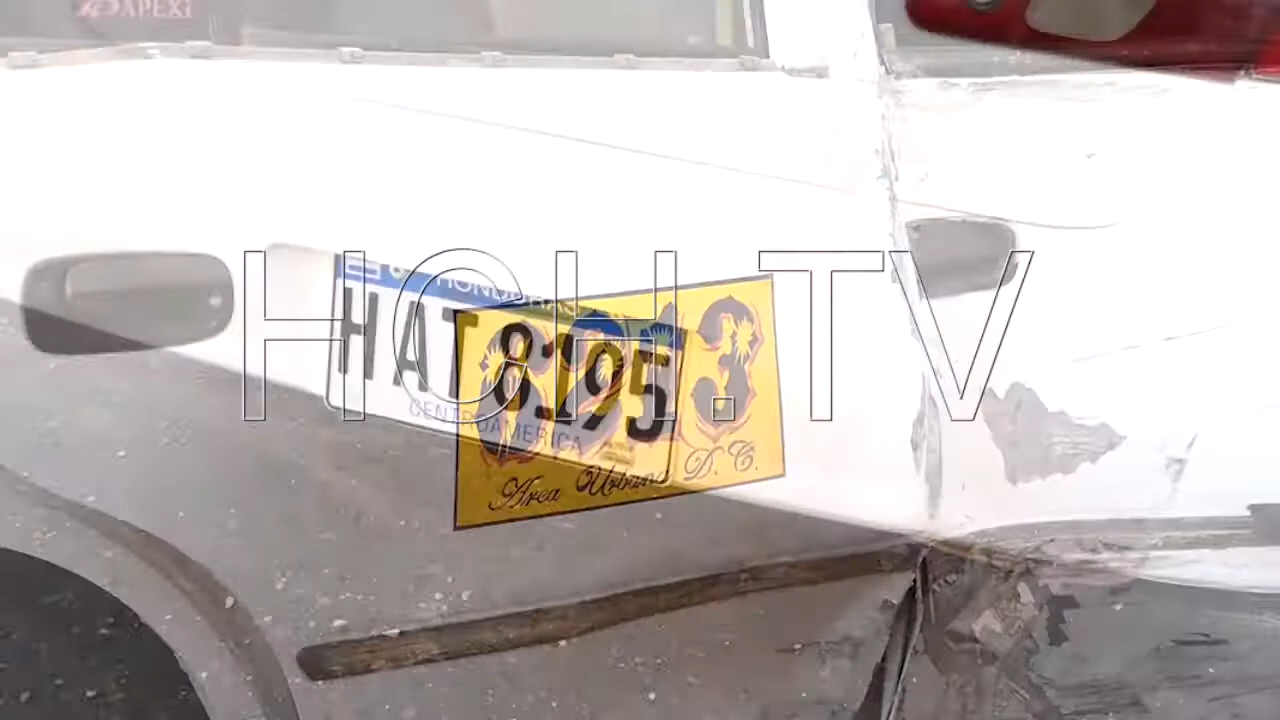 APEXI
HCH.TV
HONDURAS
HAT 8195
CENTROAMERICA
3
Area Urbana D. C.